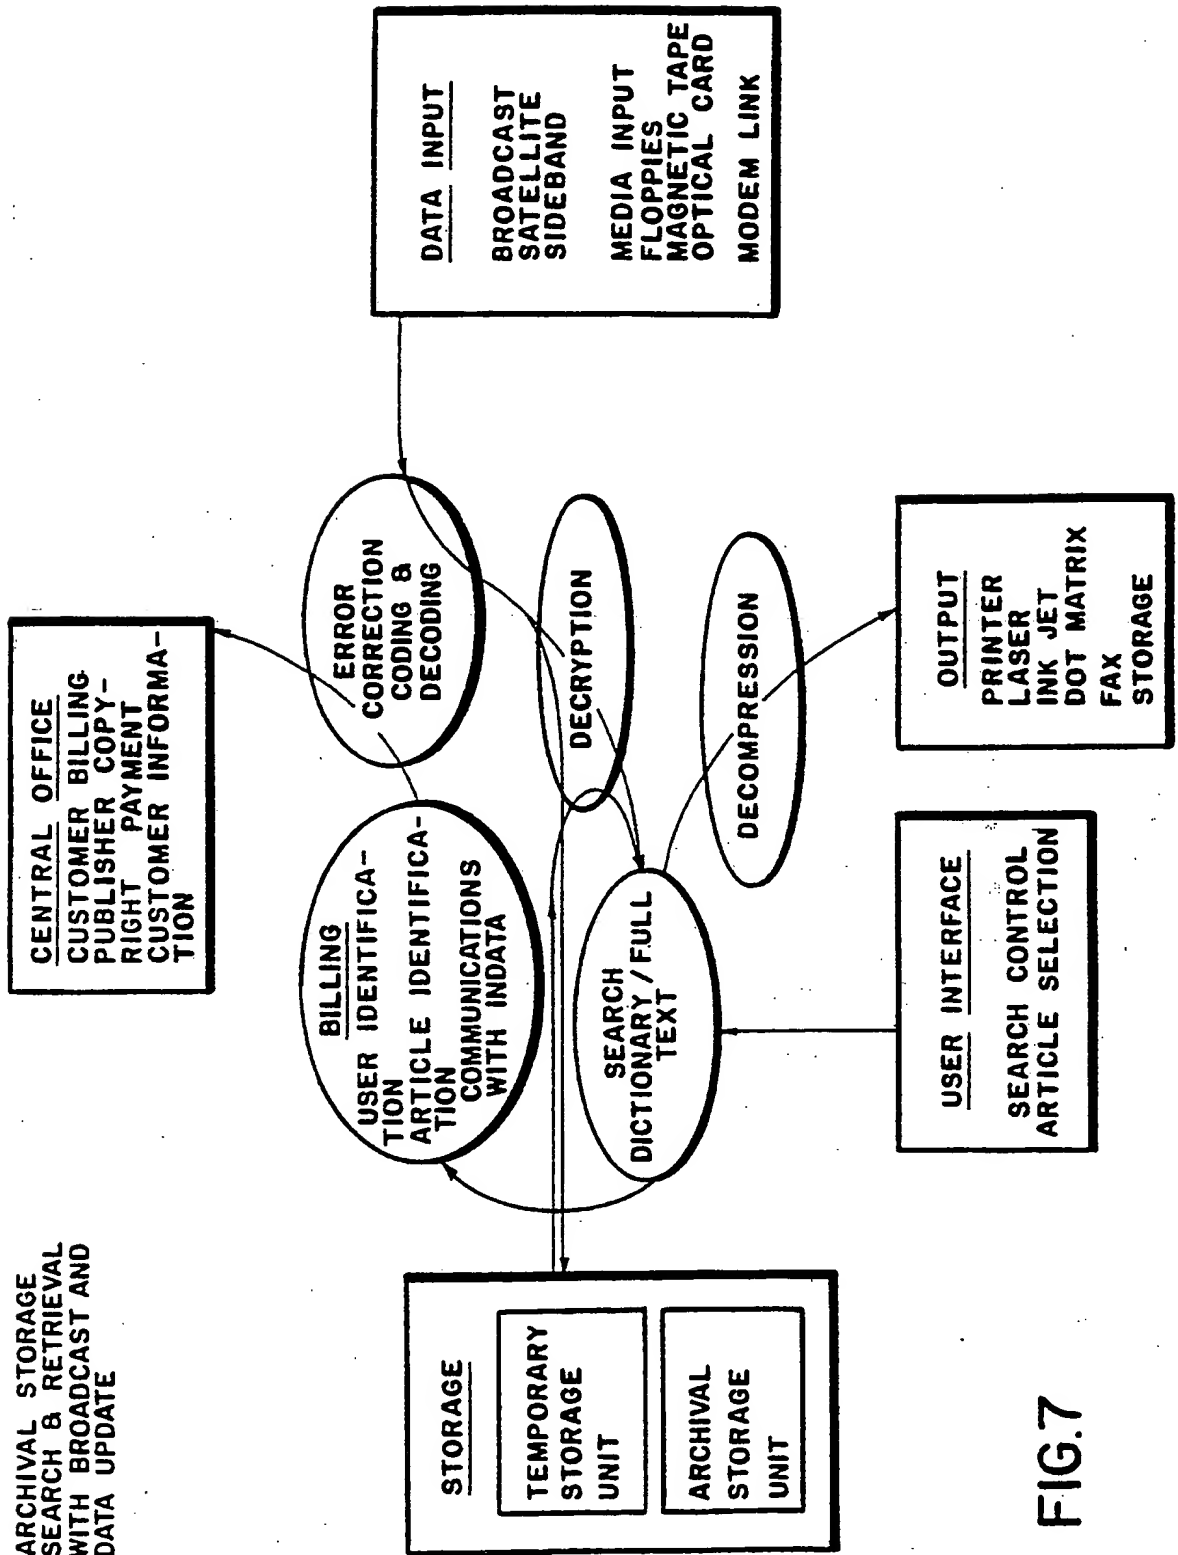 ARCHIVAL STORAGE
SEARCH & RETRIEVAL
WITH BROADCAST AND
DATA UPDATE
CENTRAL OFFICE
CUSTOMER BILLING
PUBLISHER COPY-
RIGHT PAYMENT
CUSTOMER INFORMA-
TION
BILLING
USER IDENTIFICA-
TION
ARTICLE IDENTIFICA-
TION
COMMUNICATIONS
WITH INDATA
ERROR
CORRECTION
CODING &
DECODING
DATA INPUT
BROADCAST
SATELLITE
SIDEBAND
MEDIA INPUT
FLOPPIES
MAGNETIC TAPE
OPTICAL CARD
MODEM LINK
STORAGE
TEMPORARY
STORAGE
UNIT
ARCHIVAL
STORAGE
UNIT
SEARCH
DICTIONARY/FULL
TEXT
DECRYPTION
DECOMPRESSION
USER INTERFACE
SEARCH CONTROL
ARTICLE SELECTION
OUTPUT
PRINTER
LASER
INK JET
DOT MATRIX
FAX
STORAGE
FIG.7